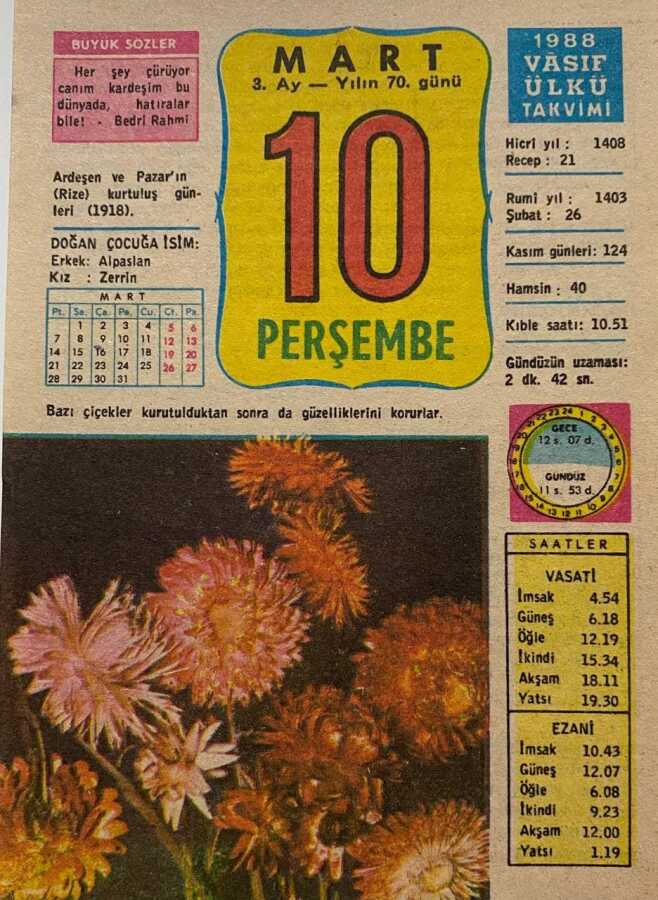 BÜYÜK SÖZLER
Her şey çürüyor
canım kardeşim bu
dünyada, hatıralar
bile! - Bedri Rahmi
Ardeşen ve Pazar'ın
(Rize) kurtuluş gün-
leri (1918).
DOĞAN ÇOCUĞA İSİM:
Erkek: Alpaslan
Kız : Zerrin
MART
Pt. Sa. Ça. Pe. Cu. Ct. Pa.
1 2 3 4 5 6
7 8 9 10 11 12 13
14 15 16 17 18 19 20
21 22 23 24 25 26 27
28 29 30 31
MART
3. Ay — Yılın 70. günü
10
PERŞEMBE
1988
VÂSIF
ÜLKÜ
TAKVİMİ
Hicrî yıl : 1408
Recep : 21
Rumî yıl : 1403
Şubat : 26
Kasım günleri: 124
Hamsin : 40
Kıble saati: 10.51
Gündüzün uzaması:
2 dk. 42 sn.
Bazı çiçekler kurutulduktan sonra da güzelliklerini korurlar.
GECE
12 s. 07 d.
GÜNDÜZ
11 s. 53 d.
SAATLER
VASATİ
İmsak 4.54
Güneş 6.18
Öğle 12.19
İkindi 15.34
Akşam 18.11
Yatsı 19.30
EZANİ
İmsak 10.43
Güneş 12.07
Öğle 6.08
İkindi 9.23
Akşam 12.00
Yatsı 1.19